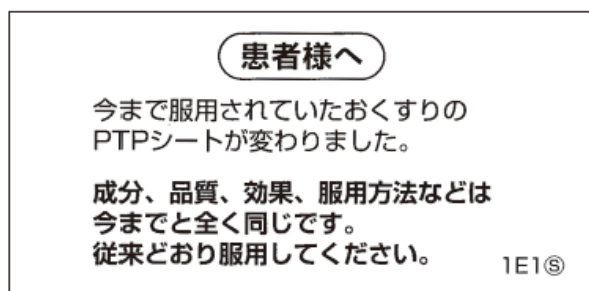 患者様へ
今まで服用されていたおくすりの
PTPシートが変わりました。
成分、品質、効果、服用方法などは
今までと全く同じです。
従来どおり服用してください。
1E1Ⓢ